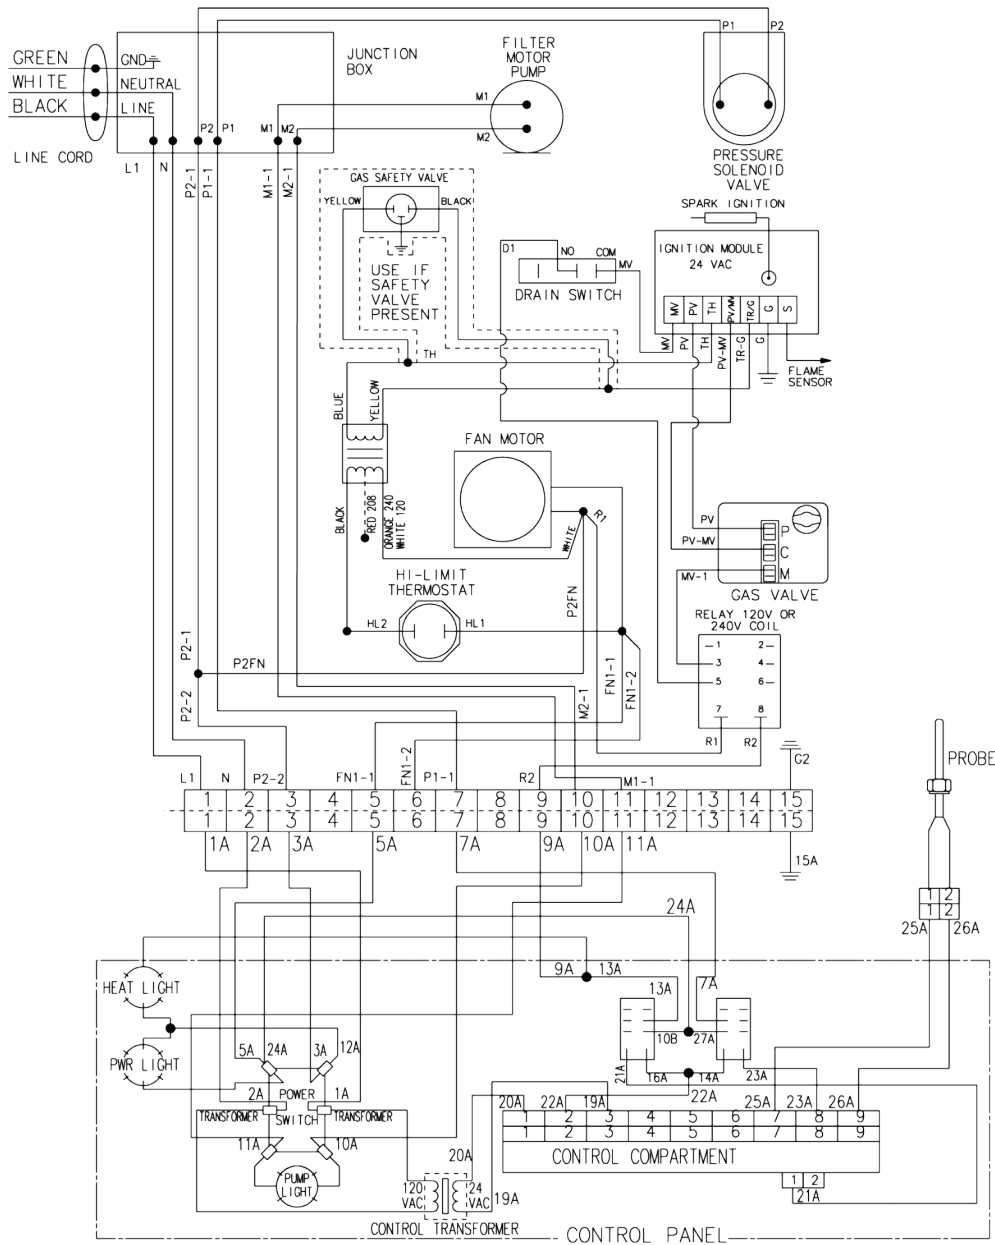 P1 P2
GREEN GND
WHITE NEUTRAL
BLACK LINE
LINE CORD
JUNCTION
BOX
FILTER
MOTOR
PUMP
M1
M2
P2 P1 M1 M2
L1 N P2-1 P1-1 M1-1 M2-1
PRESSURE
SOLENOID
VALVE
GAS SAFETY VALVE
YELLOW BLACK
USE IF
SAFETY
VALVE
PRESENT
SPARK IGNITION
IGNITION MODULE
24 VAC
D1 NO COM MV
DRAIN SWITCH
MV PV TH PV/MV TR/G G S
MV PV TH PV-MV TR-G G
FLAME
SENSOR
TH
BLUE YELLOW
FAN MOTOR
BLACK RED 208 ORANGE 240 WHITE 120
WHITE R1
HI-LIMIT
THERMOSTAT
HL2 HL1
P2FN
PV P
PV-MV C
MV-1 M
GAS VALVE
RELAY 120V OR
240V COIL
1 2
3 4
5 6
7 8
R1 R2
P2-1
P2FN
P2-2
FN1-1 FN1-2
M2-1
G2
PROBE
L1 N P2-2 FN1-1 FN1-2 P1-1 R2 M1-1
1 2 3 4 5 6 7 8 9 10 11 12 13 14 15
1 2 3 4 5 6 7 8 9 10 11 12 13 14 15
1A 2A 3A 5A 7A 9A 10A 11A 15A
1 2
1 2
25A 26A
24A
9A 13A
13A 7A
HEAT LIGHT
10B 27A
PWR LIGHT
5A 24A 3A 12A
21A 16A 14A 23A
22A
2A POWER 1A
TRANSFORMER SWITCH TRANSFORMER
11A 10A
PUMP
LIGHT
20A 22A 19A 25A 23A 26A
1 2 3 4 5 6 7 8 9
1 2 3 4 5 6 7 8 9
CONTROL COMPARTMENT
20A
1 2
21A
120
VAC
24
VAC
19A
CONTROL TRANSFORMER
CONTROL PANEL